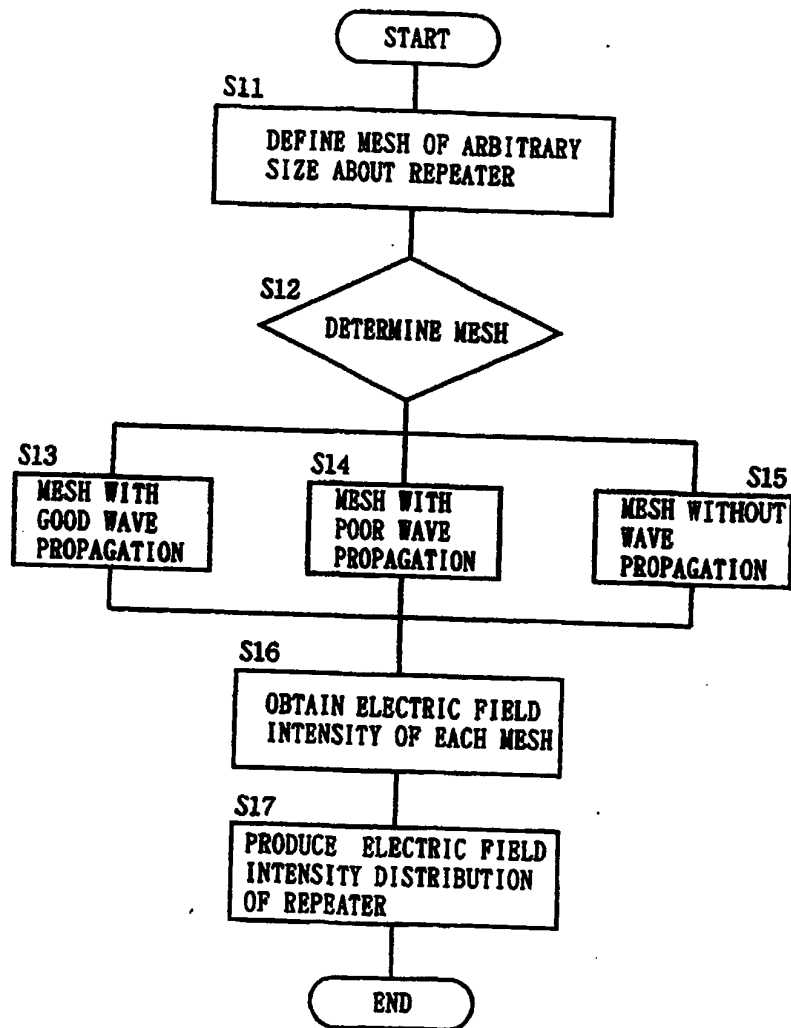 START
S11
DEFINE MESH OF ARBITRARY
SIZE ABOUT REPEATER
S12
DETERMINE MESH
S13
MESH WITH
GOOD WAVE
PROPAGATION
S14
MESH WITH
POOR WAVE
PROPAGATION
S15
MESH WITHOUT
WAVE
PROPAGATION
S16
OBTAIN ELECTRIC FIELD
INTENSITY OF EACH MESH
S17
PRODUCE ELECTRIC FIELD
INTENSITY DISTRIBUTION
OF REPEATER
END